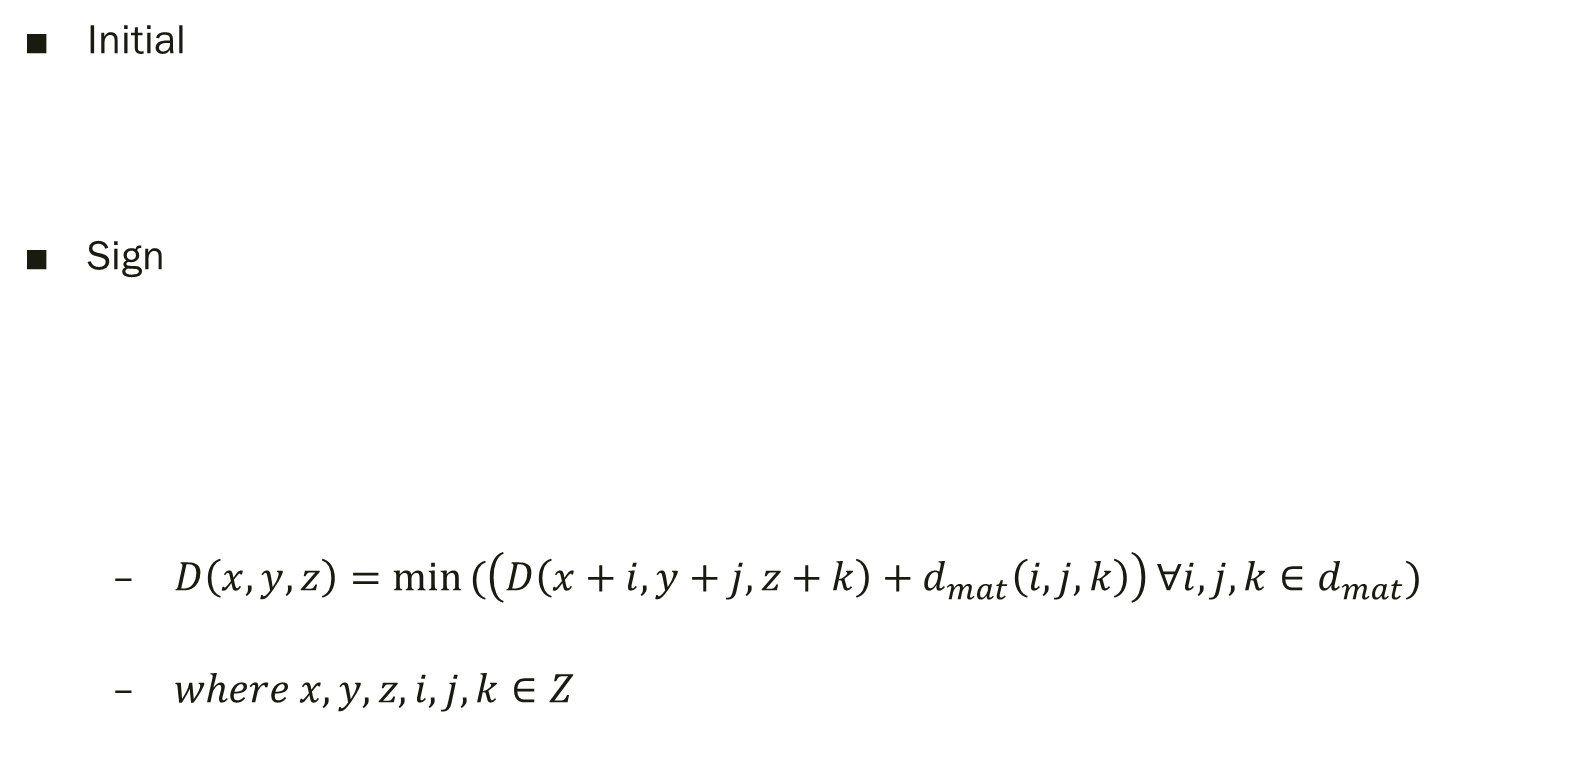 ■ Initial
■ Sign
– D(x, y, z) = min ((D(x + i, y + j, z + k) + d_mat(i, j, k)) ∀i, j, k ∈ d_mat)
– where x, y, z, i, j, k ∈ Z